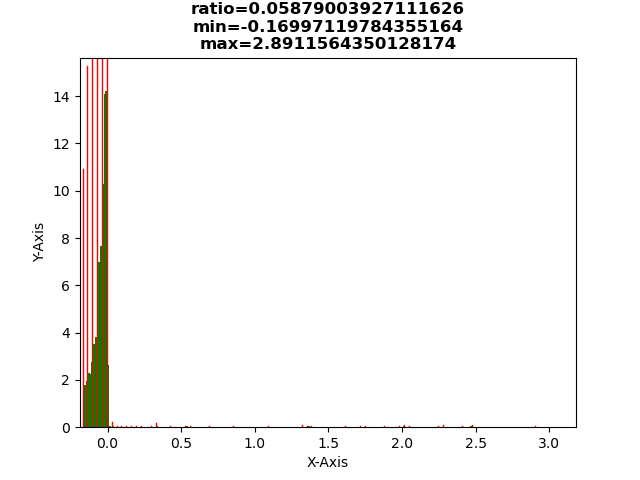 ratio=0.05879003927111626
min=-0.16997119784355164
max=2.8911564350128174
14
12
10
8
6
4
2
0
Y-Axis
0.0 0.5 1.0 1.5 2.0 2.5 3.0
X-Axis